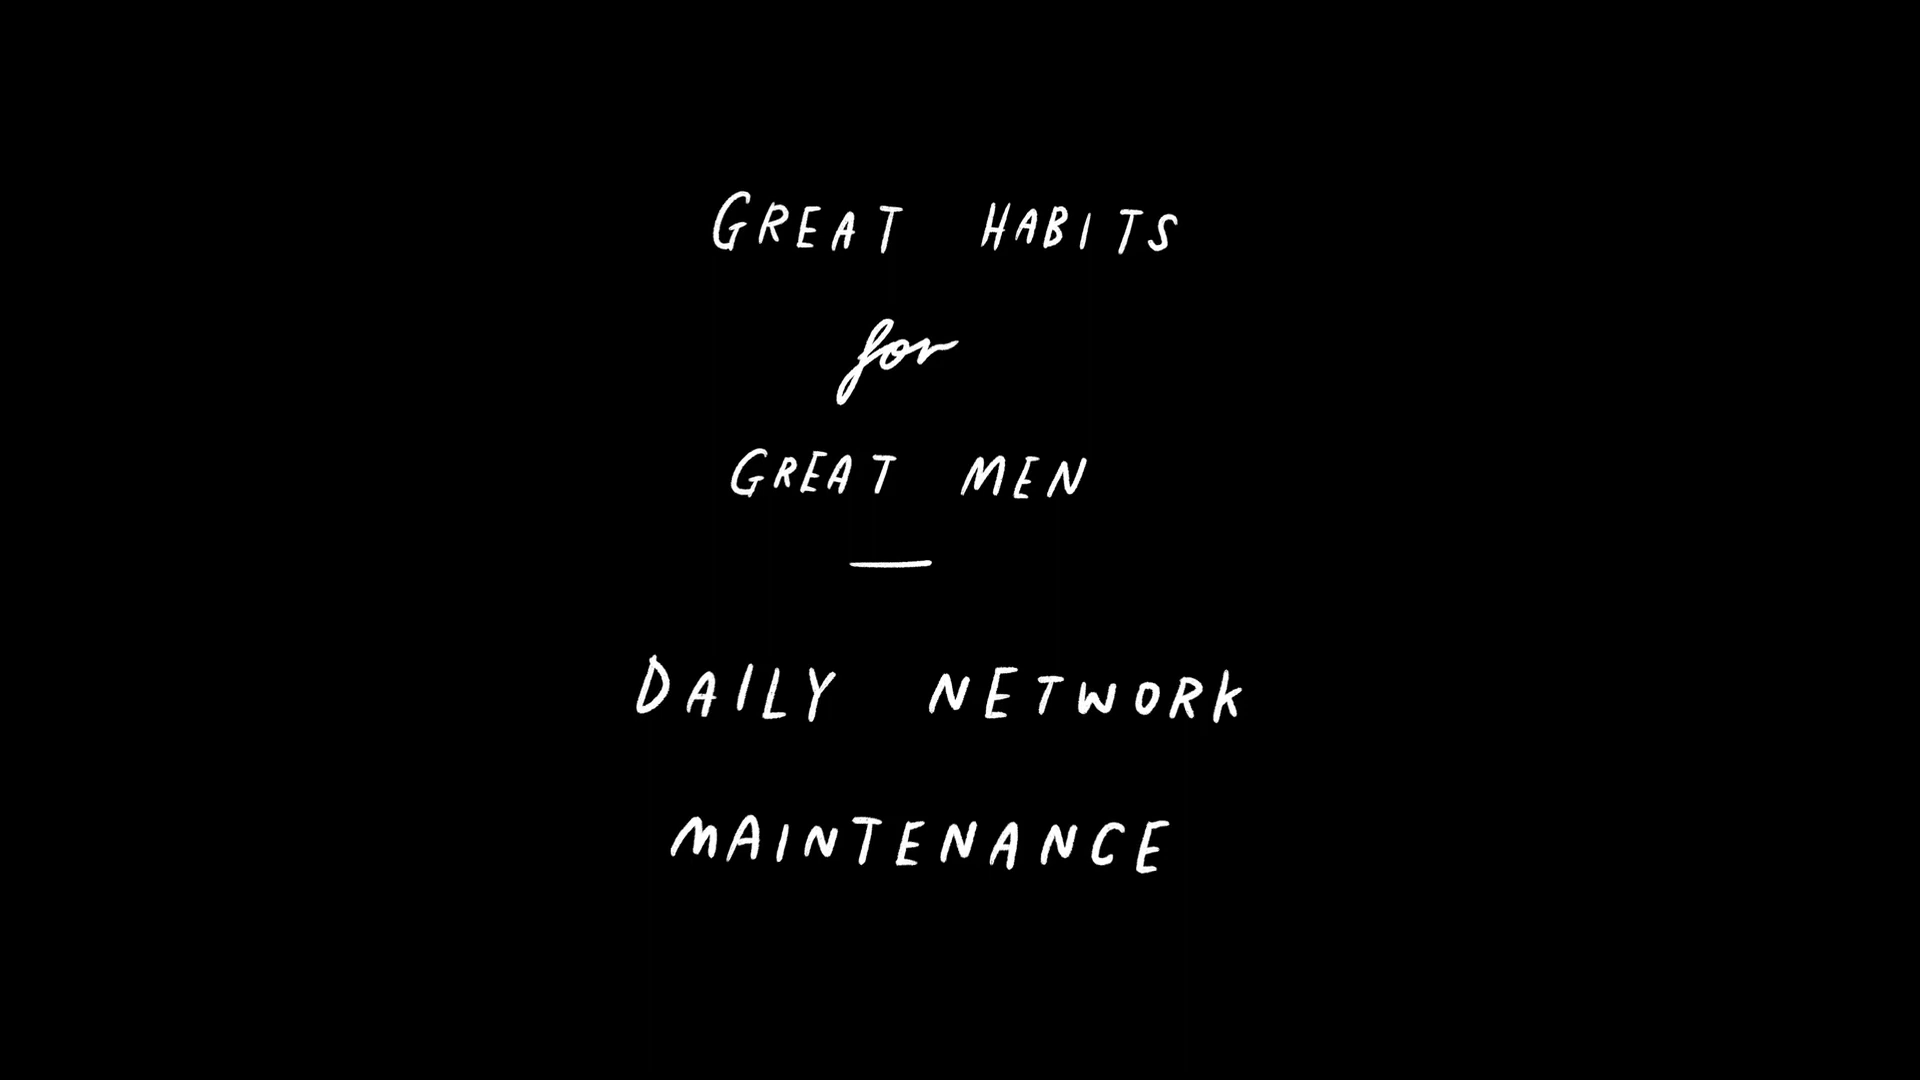 GREAT HABITS
for
GREAT MEN
—
DAILY NETWORK
MAINTENANCE